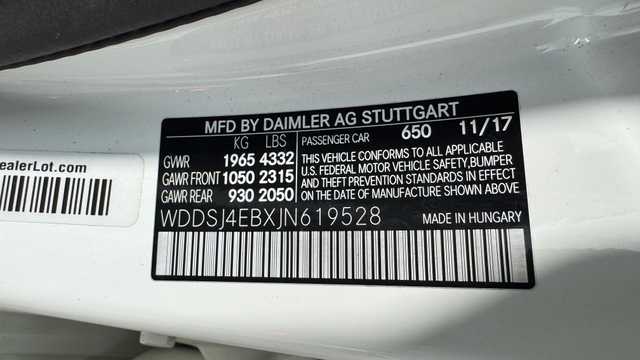 MFD BY DAIMLER AG STUTTGART
KG LBS
GVWR 1965 4332
GAWR FRONT 1050 2315
GAWR REAR 930 2050
PASSENGER CAR 650 11/17
THIS VEHICLE CONFORMS TO ALL APPLICABLE
U.S. FEDERAL MOTOR VEHICLE SAFETY, BUMPER
AND THEFT PREVENTION STANDARDS IN EFFECT
ON THE DATE OF MANUFACTURE SHOWN ABOVE.
WDDSJ4EBXJN619528 MADE IN HUNGARY
ealerLot.com